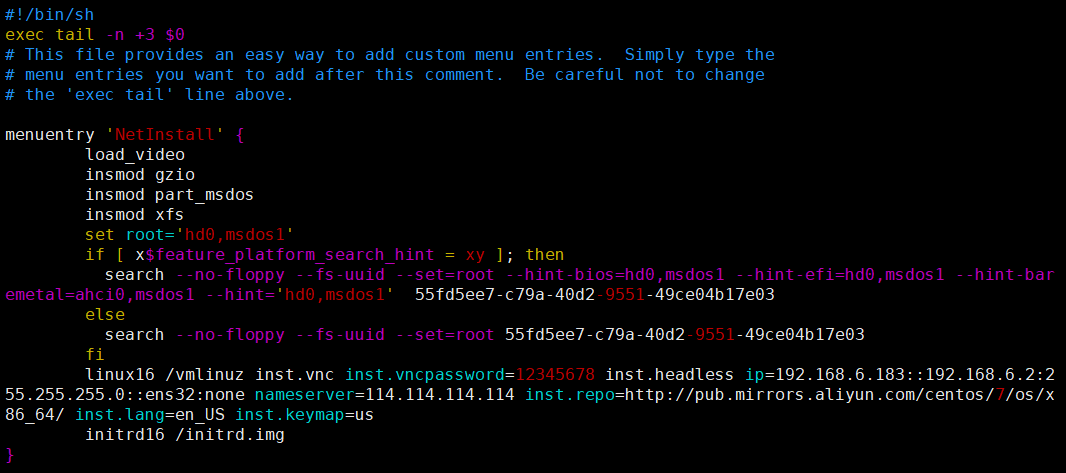 #!/bin/sh
exec tail -n +3 $0
# This file provides an easy way to add custom menu entries.  Simply type the
# menu entries you want to add after this comment.  Be careful not to change
# the 'exec tail' line above.

menuentry 'NetInstall' {
        load_video
        insmod gzio
        insmod part_msdos
        insmod xfs
        set root='hd0,msdos1'
        if [ x$feature_platform_search_hint = xy ]; then
          search --no-floppy --fs-uuid --set=root --hint-bios=hd0,msdos1 --hint-efi=hd0,msdos1 --hint-bar
emetal=ahci0,msdos1 --hint='hd0,msdos1'  55fd5ee7-c79a-40d2-9551-49ce04b17e03
        else
          search --no-floppy --fs-uuid --set=root 55fd5ee7-c79a-40d2-9551-49ce04b17e03
        fi
        linux16 /vmlinuz inst.vnc inst.vncpassword=12345678 inst.headless ip=192.168.6.183::192.168.6.2:2
55.255.255.0::ens32:none nameserver=114.114.114.114 inst.repo=http://pub.mirrors.aliyun.com/centos/7/os/x
86_64/ inst.lang=en_US inst.keymap=us
        initrd16 /initrd.img
}